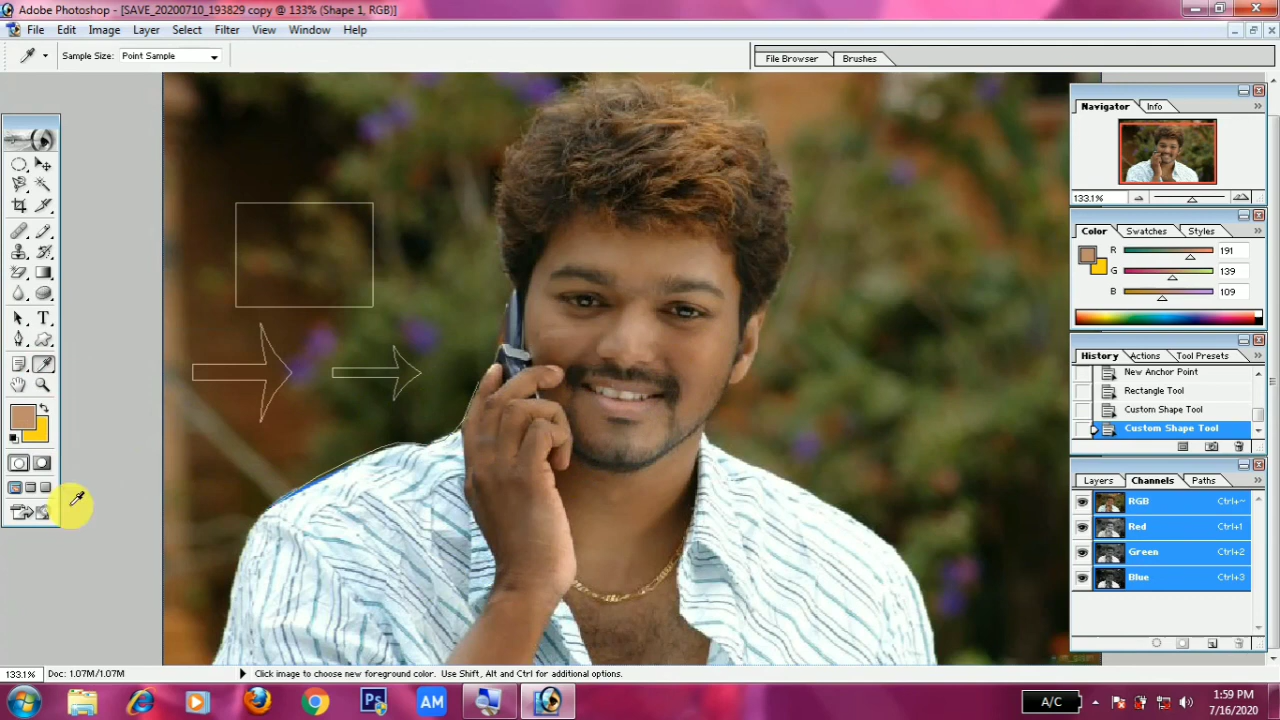 Adobe Photoshop - [SAVE_20200710_193829 copy @ 133% (Shape 1, RGB)]
File Edit Image Layer Select Filter View Window Help
Sample Size: Point Sample
File Browser Brushes
Navigator Info
133.1%
Color Swatches Styles
R 191
G 139
B 109
History Actions Tool Presets
New Anchor Point
Rectangle Tool
Custom Shape Tool
Custom Shape Tool
Layers Channels Paths
RGB Ctrl+~
Red Ctrl+1
Green Ctrl+2
Blue Ctrl+3
133.1% Doc: 1.07M/1.07M Click image to choose new foreground color. Use Shift, Alt and Ctrl for additional options.
Ps AM A/C 1:59 PM
7/16/2020